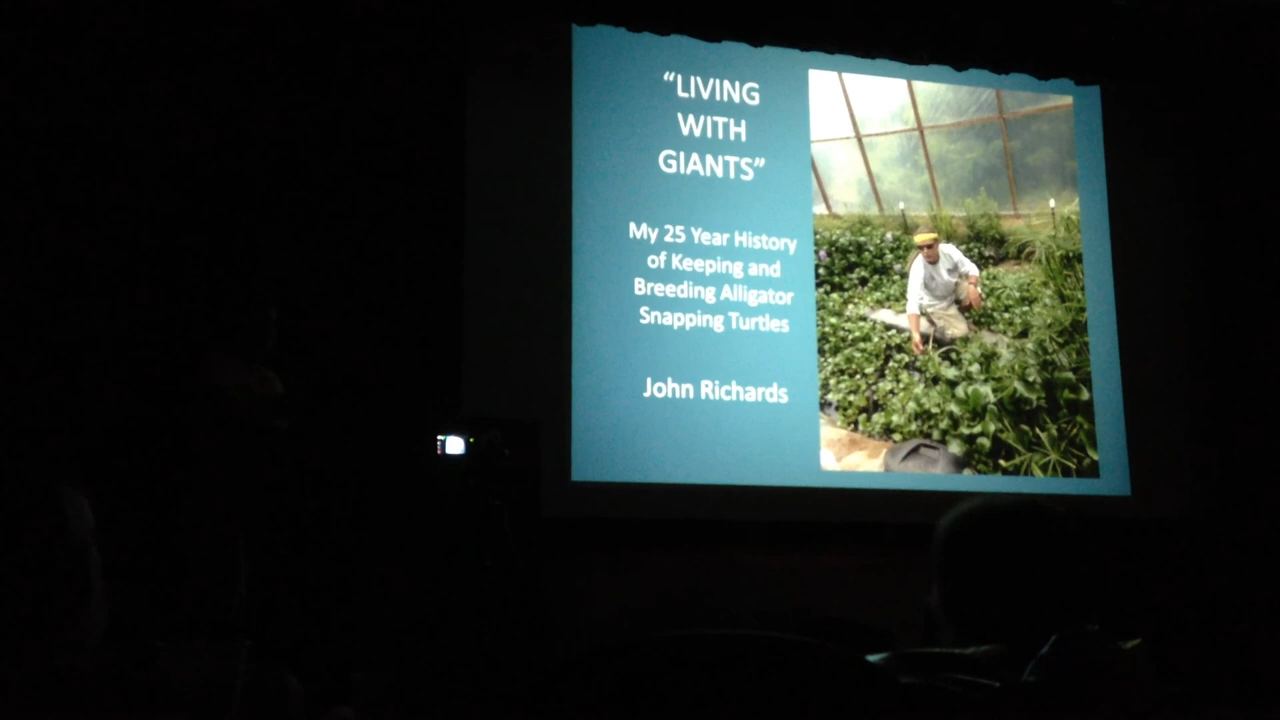 “LIVING
WITH
GIANTS”
My 25 Year History
of Keeping and
Breeding Alligator
Snapping Turtles
John Richards